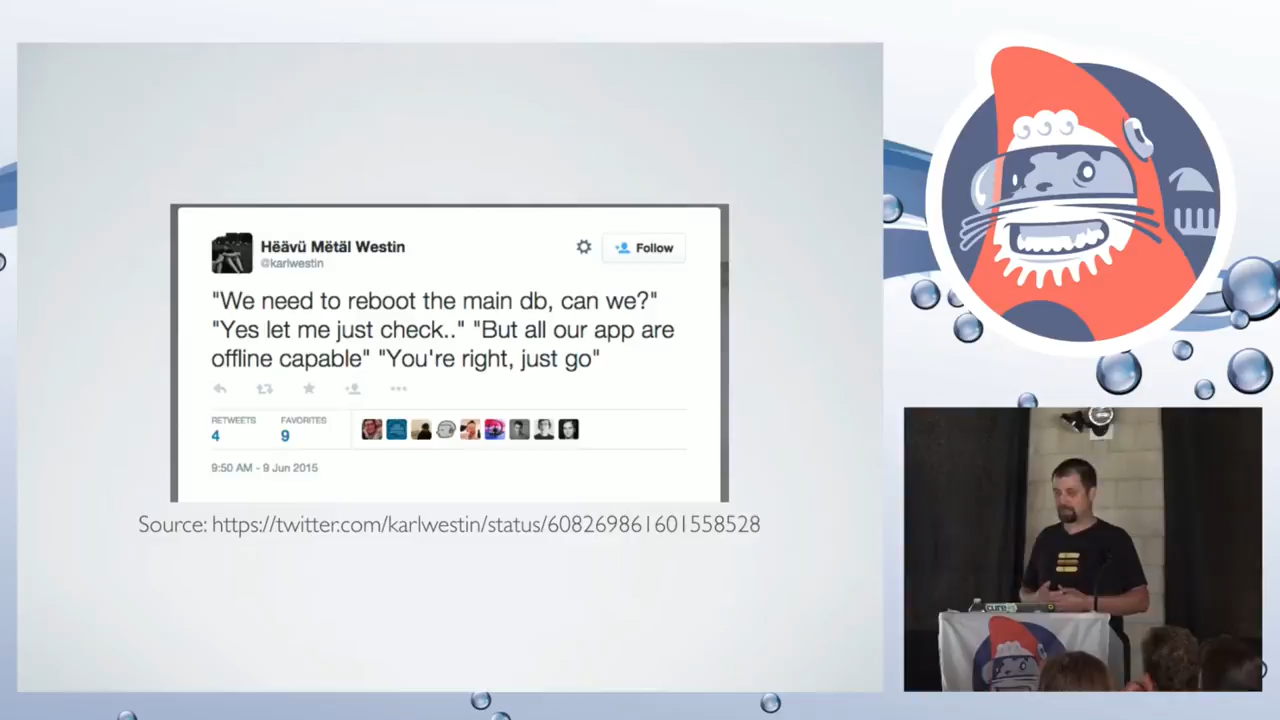 Hëävü Mëtäl Westin
@karlwestin
Follow
"We need to reboot the main db, can we?"
"Yes let me just check.." "But all our app are
offline capable" "You're right, just go"
RETWEETS
4
FAVORITES
9
9:50 AM - 9 Jun 2015
Source: https://twitter.com/karlwestin/status/608269861601558528